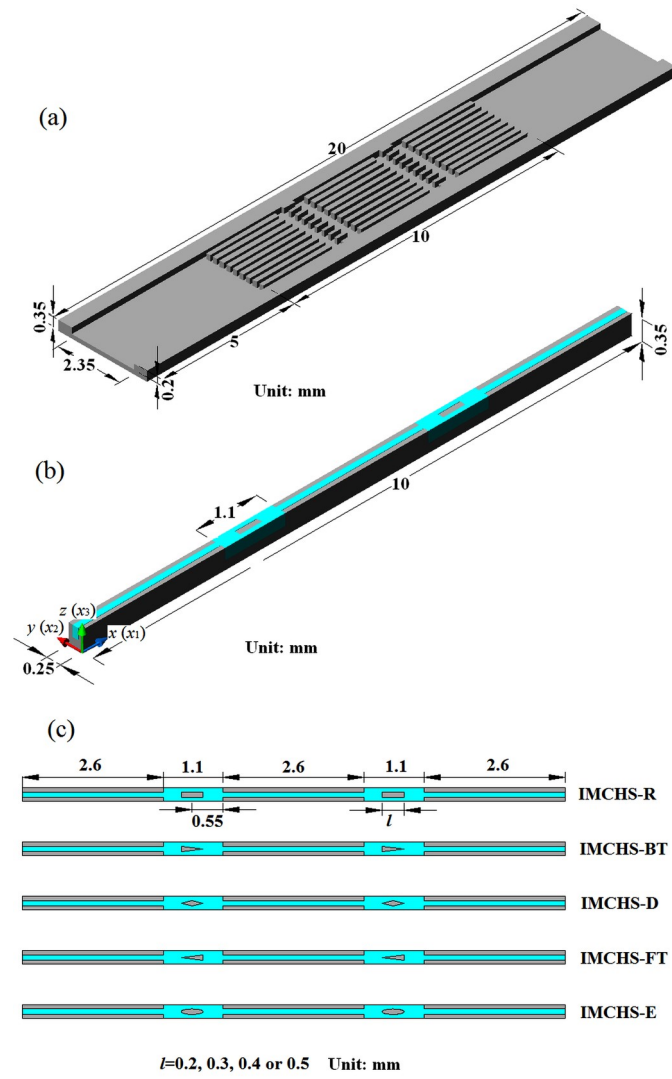 (a)
20
10
5
0.35
2.35
0.2
Unit: mm
(b)
0.35
10
1.1
z (x3)
y (x2)
x (x1)
0.25
Unit: mm
(c)
2.6 1.1 2.6 1.1 2.6
IMCHS-R
0.55 l
IMCHS-BT
IMCHS-D
IMCHS-FT
IMCHS-E
l=0.2, 0.3, 0.4 or 0.5 Unit: mm